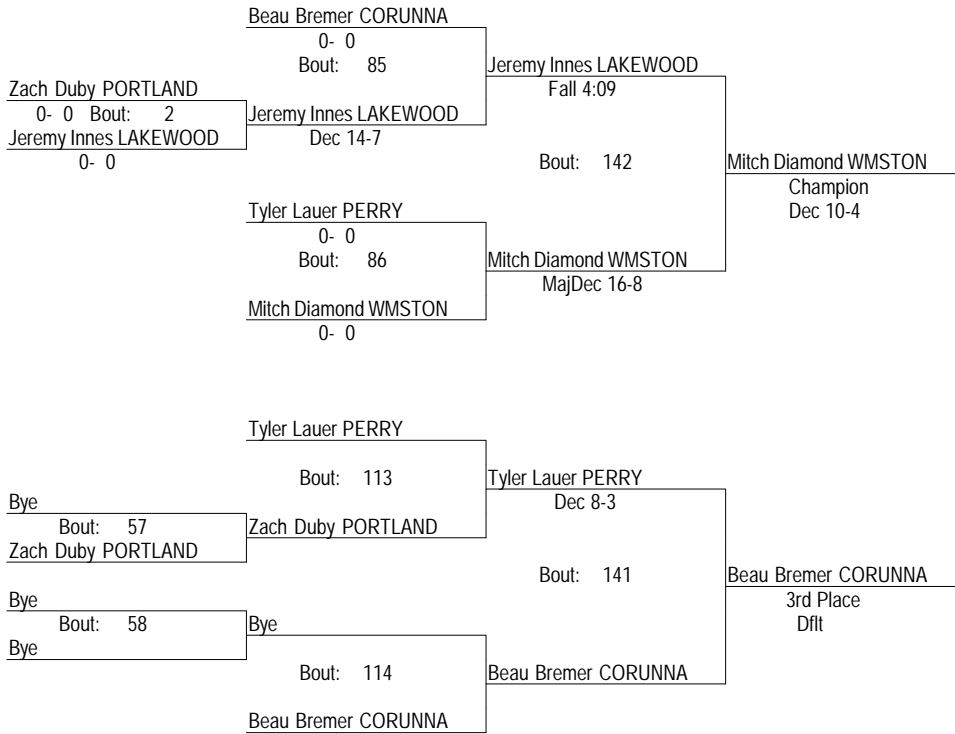 Beau Bremer CORUNNA
0- 0
Bout: 85
Jeremy Innes LAKEWOOD
Fall 4:09
Zach Duby PORTLAND
0- 0 Bout: 2
Jeremy Innes LAKEWOOD
Dec 14-7
Jeremy Innes LAKEWOOD
0- 0
Bout: 142
Mitch Diamond WMSTON
Champion
Dec 10-4
Tyler Lauer PERRY
0- 0
Bout: 86
Mitch Diamond WMSTON
MajDec 16-8
Mitch Diamond WMSTON
0- 0
Tyler Lauer PERRY
Bout: 113
Tyler Lauer PERRY
Dec 8-3
Bye
Bout: 57
Zach Duby PORTLAND
Zach Duby PORTLAND
Bout: 141
Beau Bremer CORUNNA
3rd Place
Dflt
Bye
Bout: 58
Bye
Bye
Bout: 114
Beau Bremer CORUNNA
Beau Bremer CORUNNA